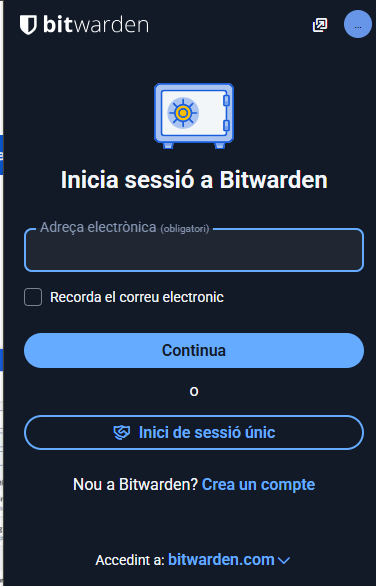 bitwarden
...
Inicia sessió a Bitwarden
Adreça electrònica (obligatori)
Recorda el correu electronic
Continua
o
Inici de sessió únic
Nou a Bitwarden? Crea un compte
Accedint a: bitwarden.com